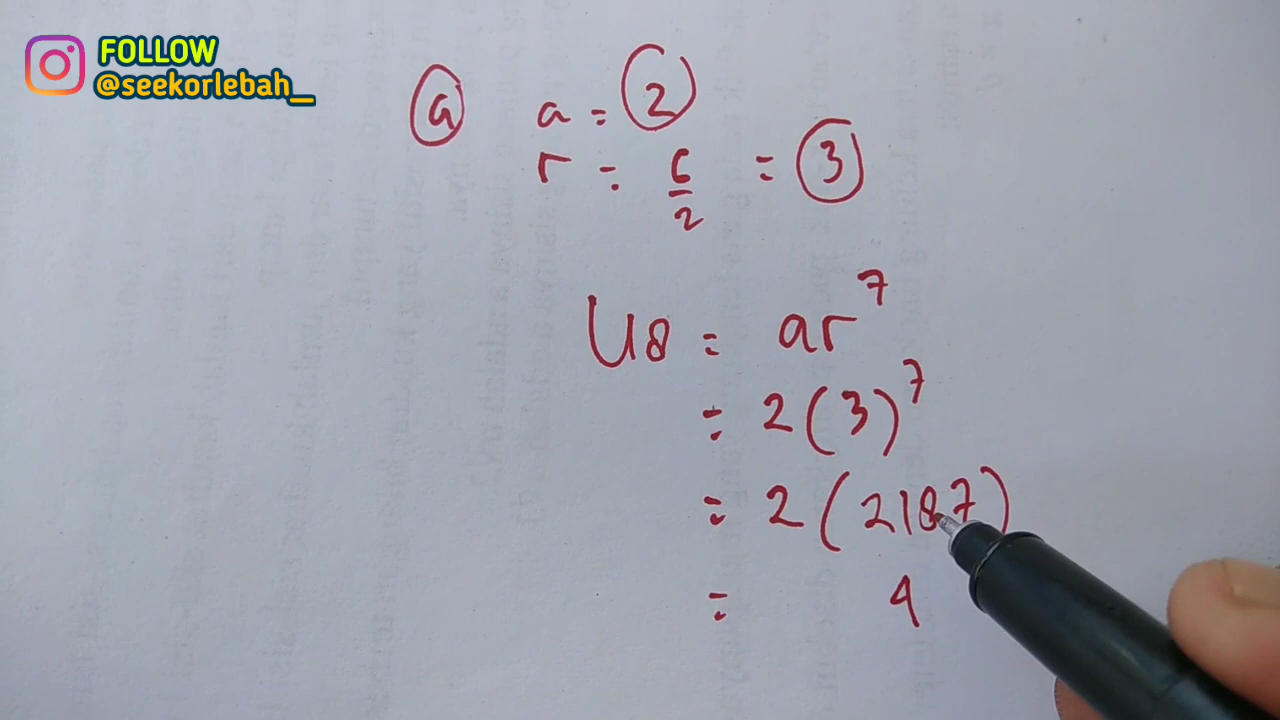 FOLLOW
@seekorlebah_
a a = 2
r = 6/2 = 3
U8 = ar^7
= 2(3)^7
= 2(2187)
= 4